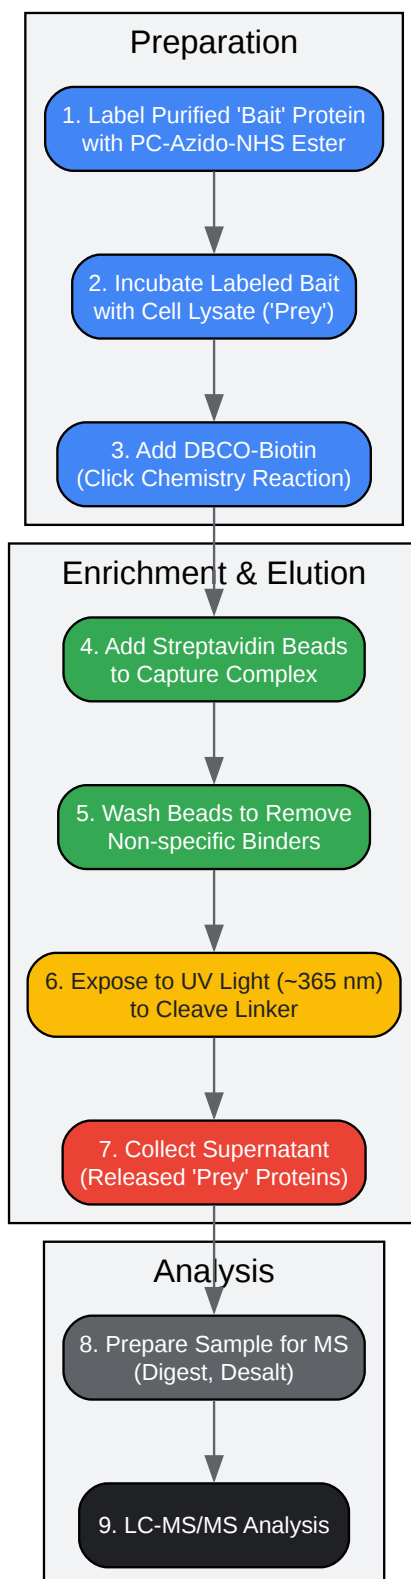 Preparation
1. Label Purified 'Bait' Protein
with PC-Azido-NHS Ester
2. Incubate Labeled Bait
with Cell Lysate ('Prey')
3. Add DBCO-Biotin
(Click Chemistry Reaction)
Enrichment & Elution
4. Add Streptavidin Beads
to Capture Complex
5. Wash Beads to Remove
Non-specific Binders
6. Expose to UV Light (~365 nm)
to Cleave Linker
7. Collect Supernatant
(Released 'Prey' Proteins)
Analysis
8. Prepare Sample for MS
(Digest, Desalt)
9. LC-MS/MS Analysis